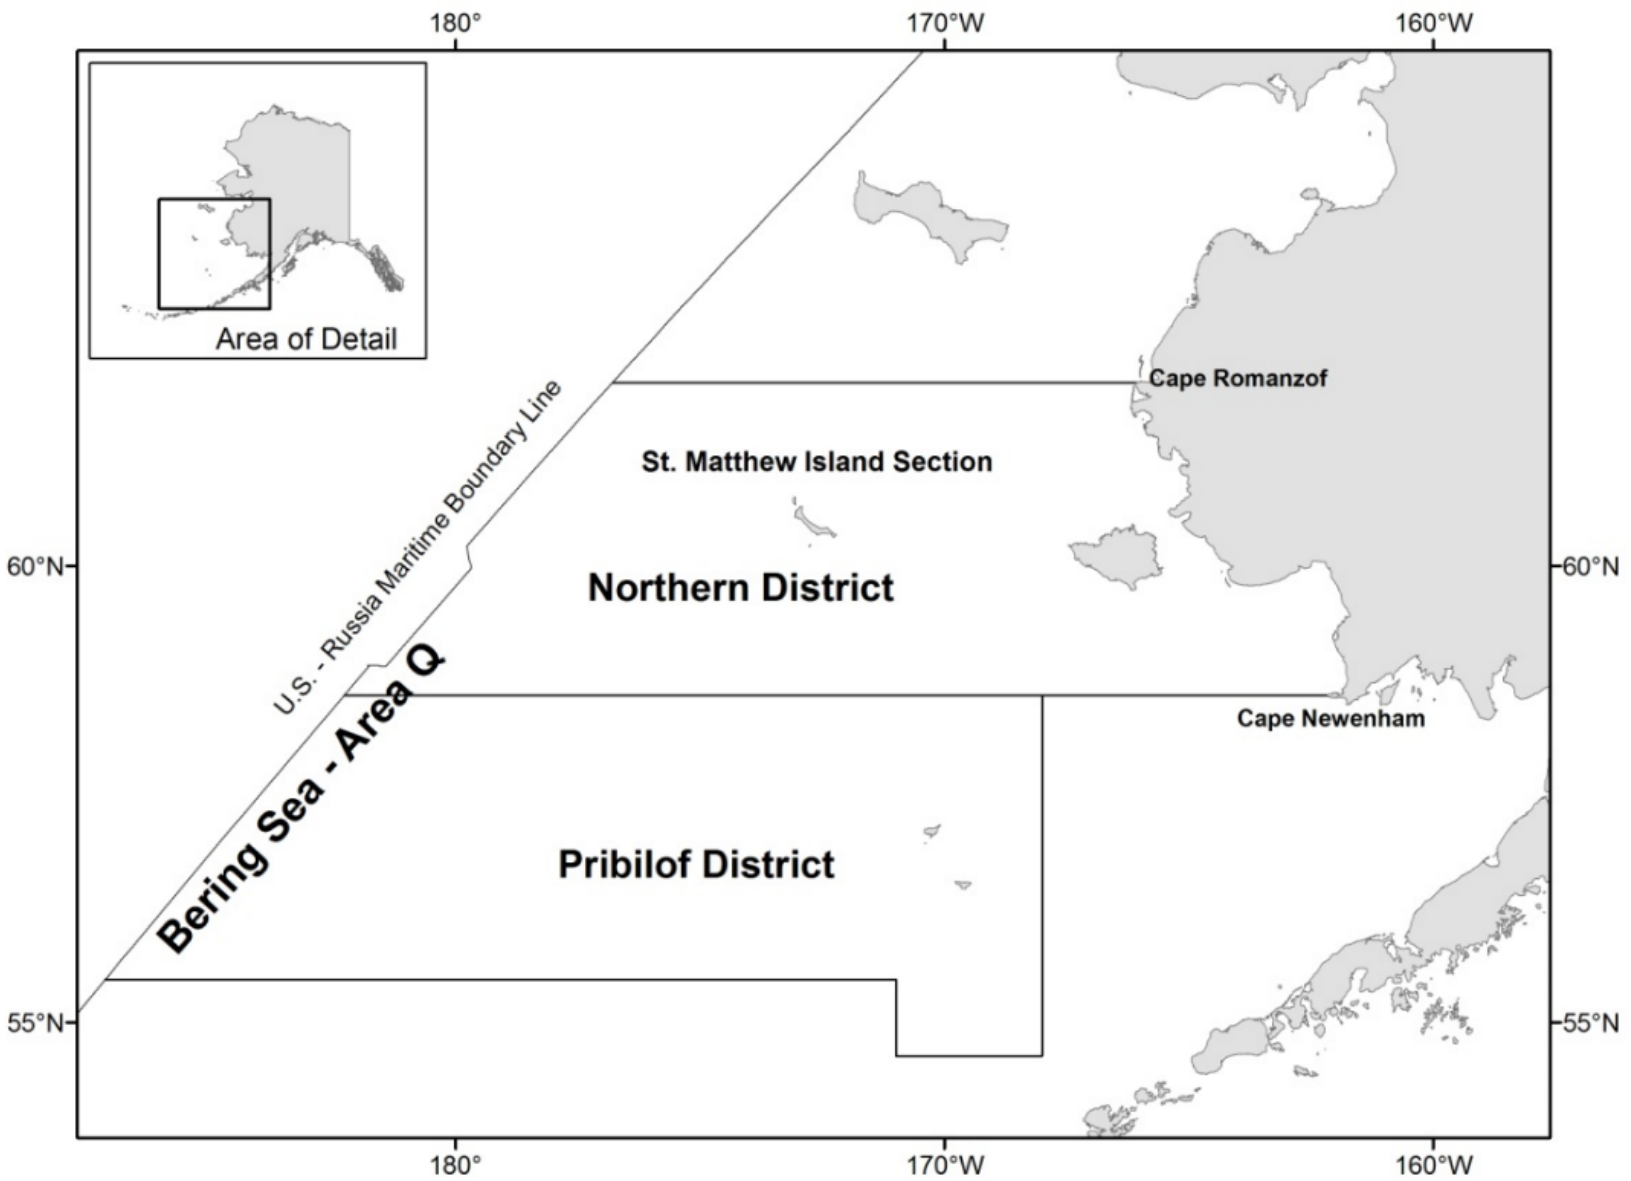 180°
170°W
160°W
Area of Detail
Cape Romanzof
U.S. - Russia Maritime Boundary Line
St. Matthew Island Section
60°N
60°N
Northern District
Bering Sea - Area Q
Cape Newenham
Pribilof District
55°N
55°N
180°
170°W
160°W